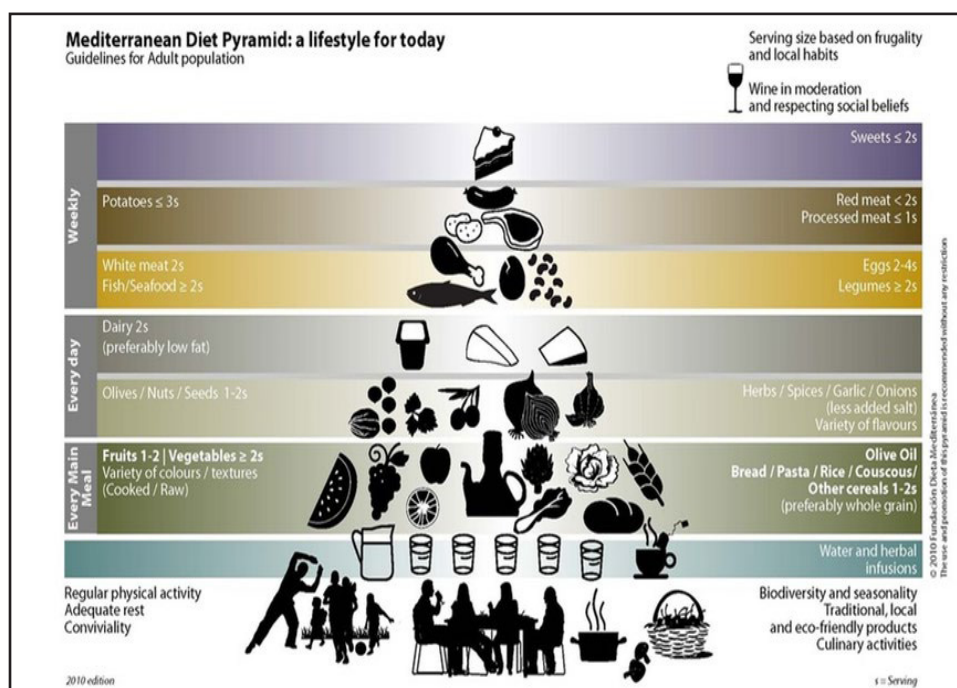 Mediterranean Diet Pyramid: a lifestyle for today
Guidelines for Adult population
Serving size based on frugality
and local habits
Wine in moderation
and respecting social beliefs
Weekly
Sweets ≤ 2s
Potatoes ≤ 3s
Red meat < 2s
Processed meat ≤ 1s
White meat 2s
Fish/Seafood ≥ 2s
Eggs 2-4s
Legumes ≥ 2s
Every day
Dairy 2s
(preferably low fat)
Olives / Nuts / Seeds 1-2s
Herbs / Spices / Garlic / Onions
(less added salt)
Variety of flavours
Every Main
Meal
Fruits 1-2 | Vegetables ≥ 2s
Variety of colours / textures
(Cooked / Raw)
Olive Oil
Bread / Pasta / Rice / Couscous/
Other cereals 1-2s
(preferably whole grain)
Water and herbal
infusions
Regular physical activity
Adequate rest
Conviviality
Biodiversity and seasonality
Traditional, local
and eco-friendly products
Culinary activities
© 2010 Fundación Dieta Mediterránea
The use and promotion of this pyramid is recommended without any restriction
2010 edition
s = Serving